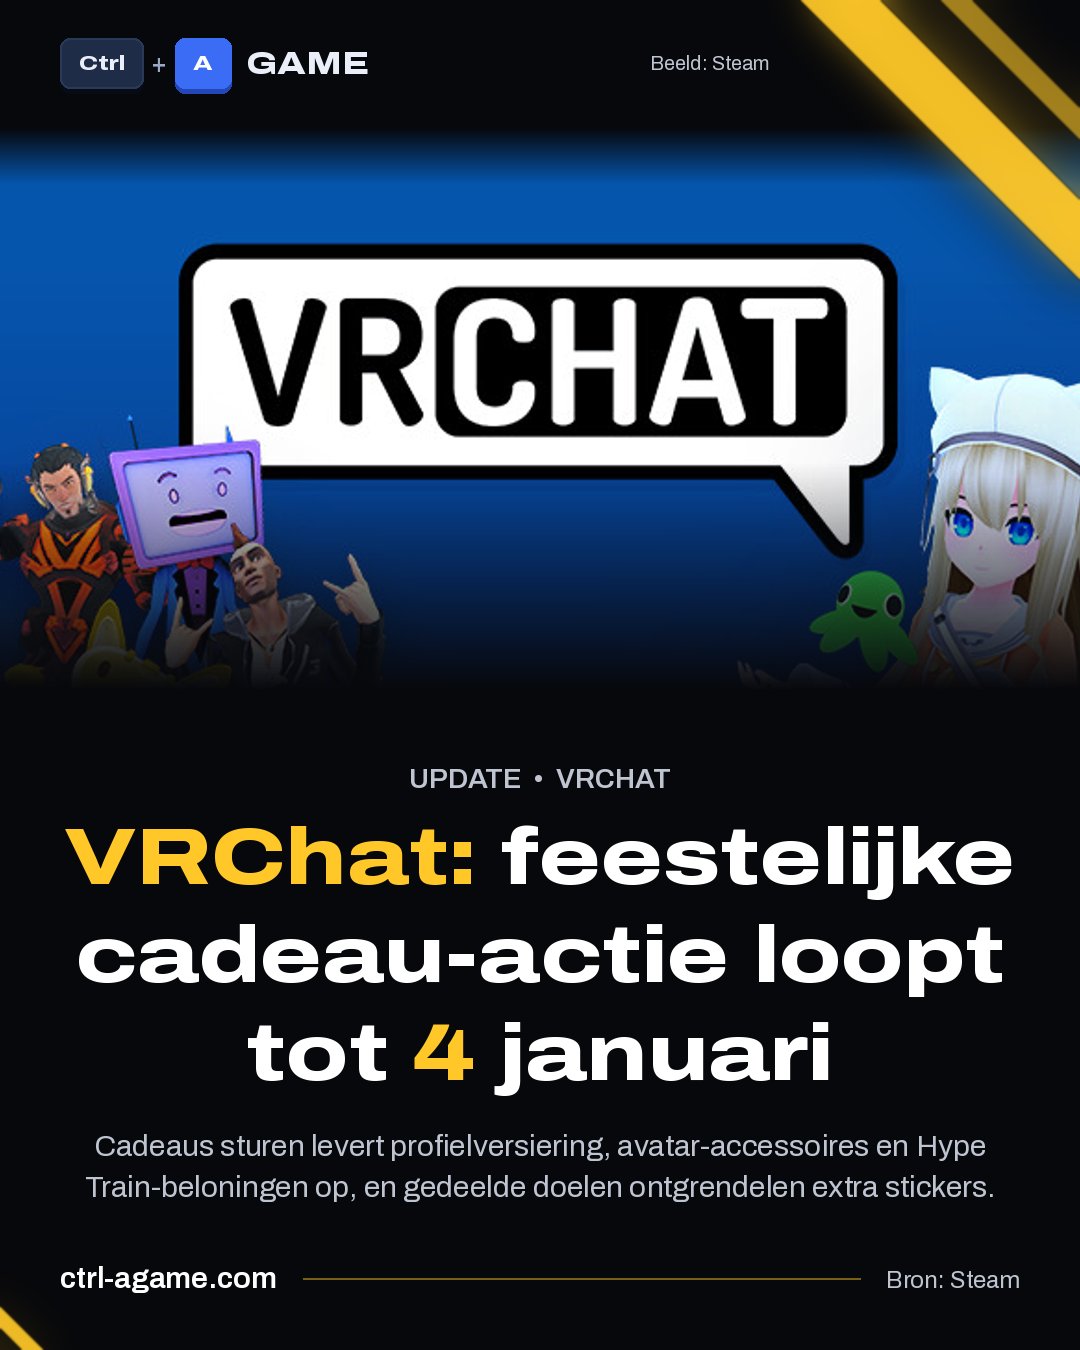 Ctrl + A GAME
Beeld: Steam
VRCHAT
UPDATE • VRCHAT
VRChat: feestelijke
cadeau-actie loopt
tot 4 januari
Cadeaus sturen levert profielversiering, avatar-accessoires en Hype
Train-beloningen op, en gedeelde doelen ontgrendelen extra stickers.
ctrl-agame.com
Bron: Steam